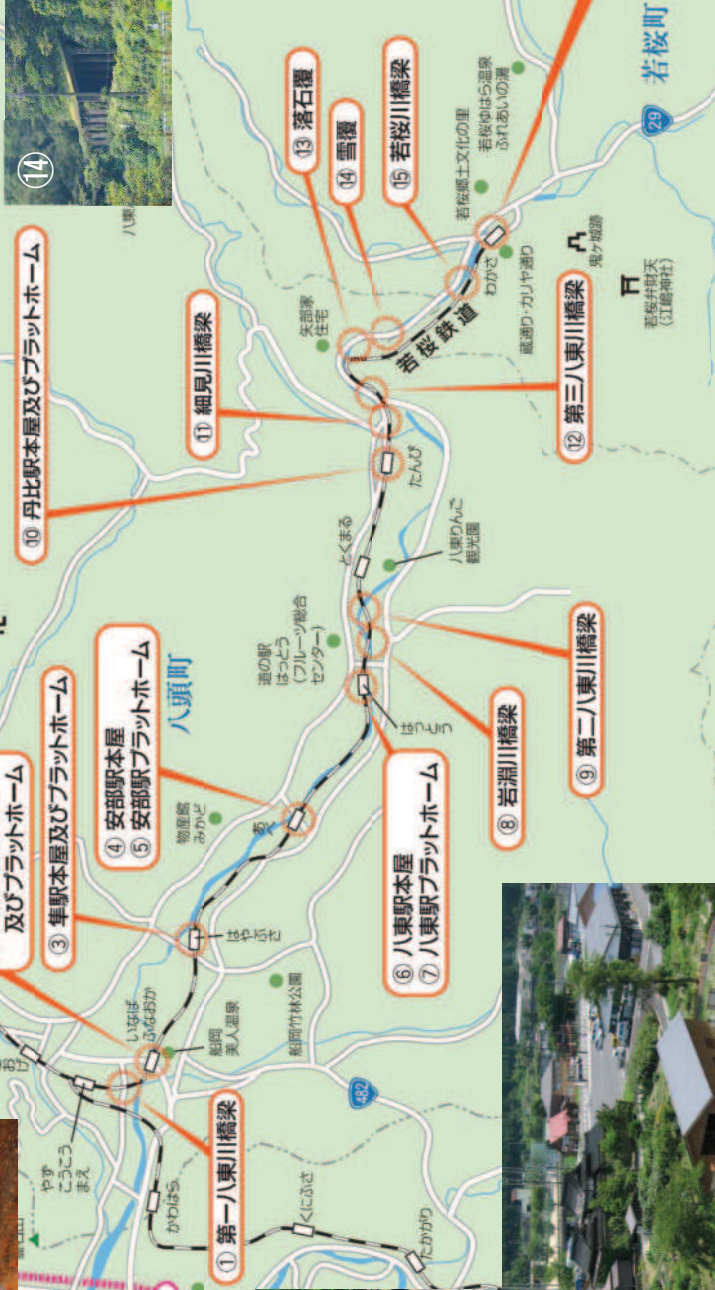 ⑭
八東
⑬ 落石覆
⑭ 雪覆
⑮ 若桜川橋梁
若桜郷土文化の里
若桜ゆはら温泉
ふれあいの湯
若桜町
29
⑩ 丹比駅本屋及びプラットホーム
⑪ 細見川橋梁
矢部家
住宅
若桜鉄道
わかさ
蔵通り・カリヤ通り
鬼ヶ城跡
若桜弁財天
(江嶋神社)
⑫ 第三八東川橋梁
たんぴ
とくまる
八東りんご
観光園
道の駅
はっとう
(フルーツ総合
センター)
はっとう
⑧ 岩淵川橋梁
⑨ 第二八東川橋梁
及びプラットホーム
③ 隼駅本屋及びプラットホーム
④ 安部駅本屋
⑤ 安部駅プラットホーム
八頭町
物産館
みかど
あべ
⑥ 八東駅本屋
⑦ 八東駅プラットホーム
はやぶさ
いなば
ふなおか
船岡
美人温泉
船岡竹林公園
482
やず
こうこう
まえ
① 第一八東川橋梁
かわはら
くにふさ
たかがり